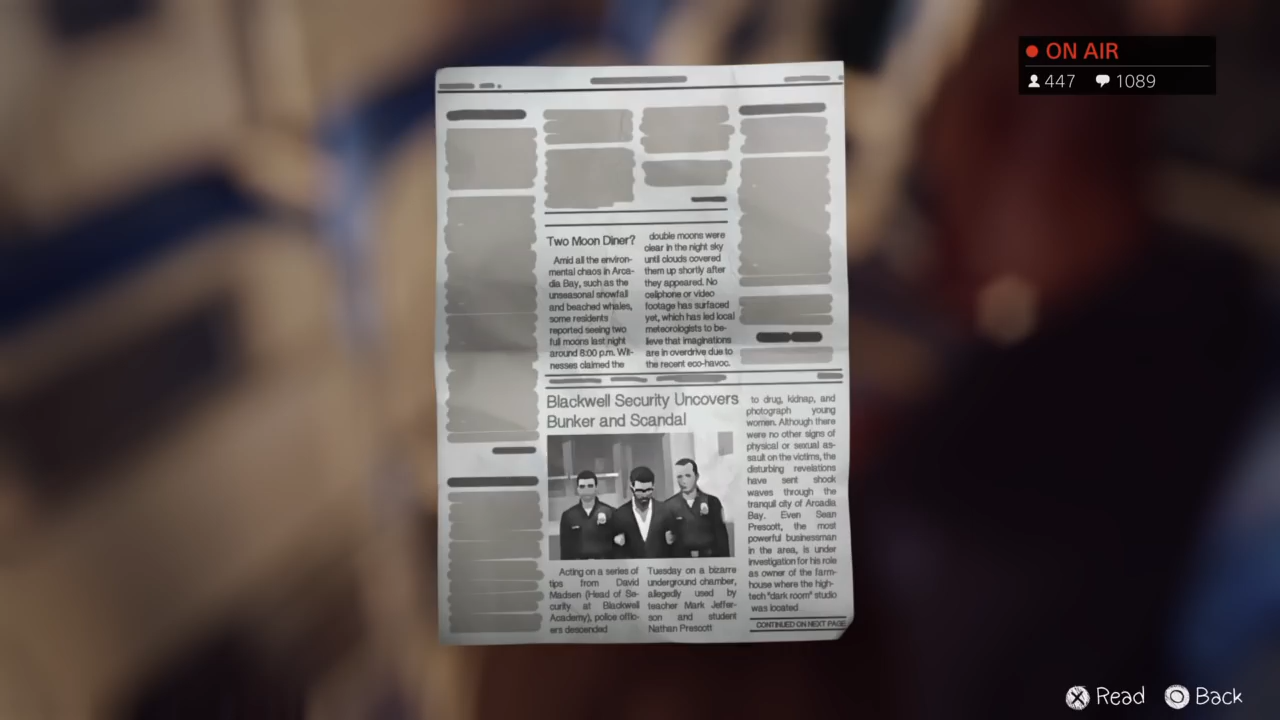 ON AIR
447 1089
Two Moon Diner?
Amid all the environ-
mental chaos in Arca-
dia Bay, such as the
unseasonal snowfall
and beached whales,
some residents
reported seeing two
full moons last night
around 6:00 p.m. Wit-
nesses claimed the
double moons were
clear in the night sky
until clouds covered
them up shortly after
they appeared. No
cellphone or video
footage has surfaced
yet, which has led local
meteorologists to be-
lieve that imaginations
are in overdrive due to
the recent eco-havoc.
Blackwell Security Uncovers
Bunker and Scandal
Acting on a series of
tips from David
Madsen (Head of Se-
curity at Blackwell
Academy), police offic-
ers descended
Tuesday on a bizarre
underground chamber,
allegedly used by
teacher Mark Jeffer-
son and student
Nathan Prescott
to drug, kidnap, and
photograph young
women. Although there
were no other signs of
physical or sexual as-
sault on the victims, the
disturbing revelations
have sent shock
waves through the
tranquil city of Arcadia
Bay. Even Sean
Prescott, the most
powerful businessman
in the area, is under
investigation for his role
as owner of the farm-
house where the high-
tech "dark room" studio
was located
CONTINUED ON NEXT PAGE
Read Back